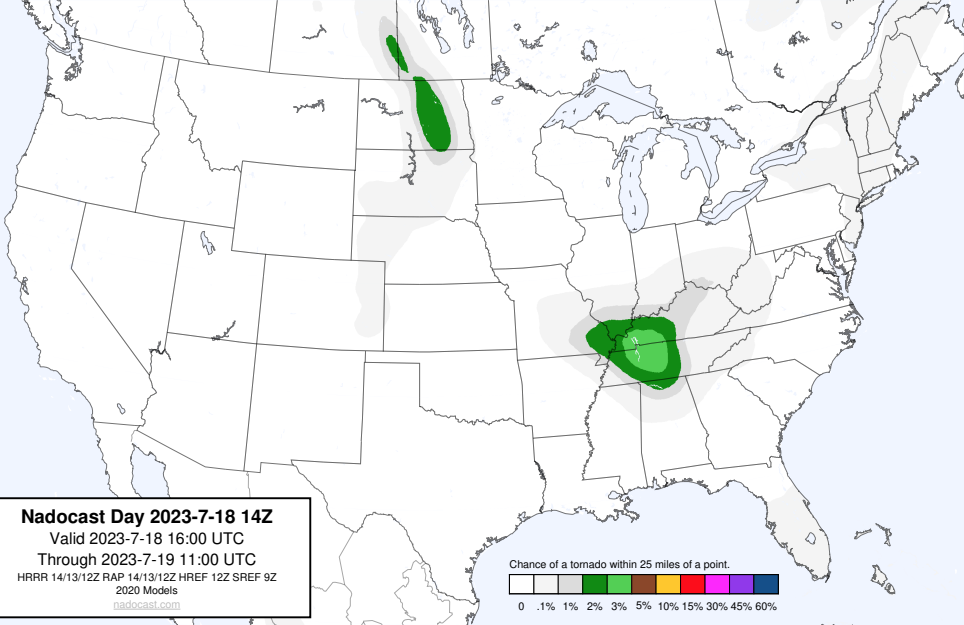 Nadocast Day 2023-7-18 14Z
Valid 2023-7-18 16:00 UTC
Through 2023-7-19 11:00 UTC
HRRR 14/13/12Z RAP 14/13/12Z HREF 12Z SREF 9Z
2020 Models
nadocast.com
Chance of a tornado within 25 miles of a point.
0 .1% 1% 2% 3% 5% 10% 15% 30% 45% 60%